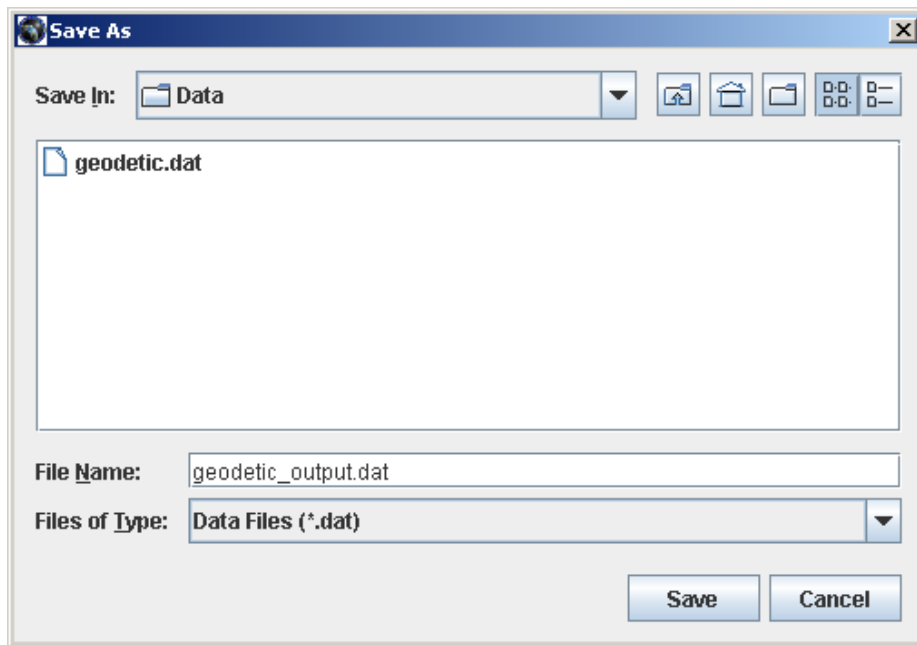 Save As
Save In: Data
geodetic.dat
File Name: geodetic_output.dat
Files of Type: Data Files (*.dat)
Save Cancel